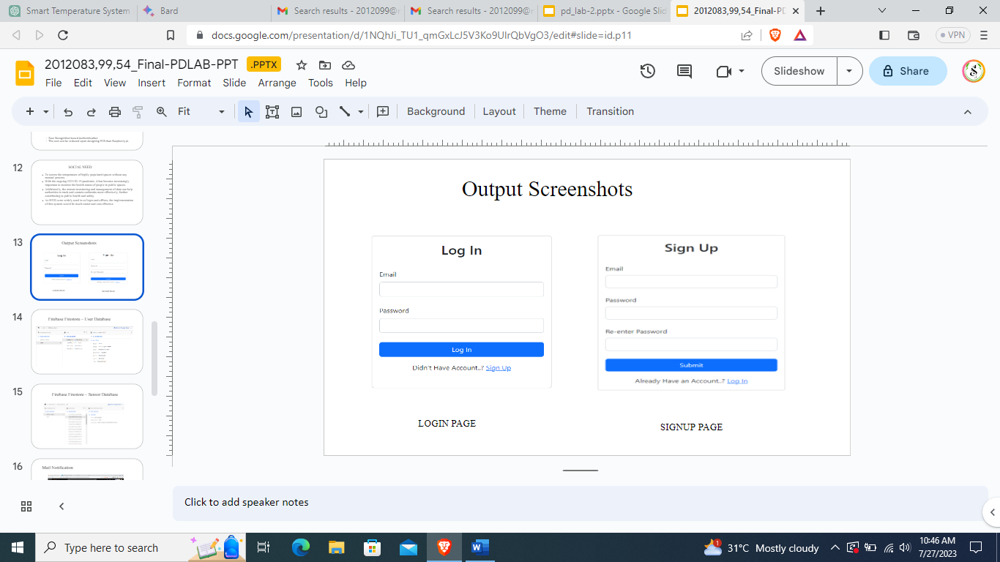 Smart Temperature System
Bard
Search results - 2012099@
Search results - 2012099@
pd_lab-2.pptx - Google Slid
2012083,99,54_Final-PD
docs.google.com/presentation/d/1NQhJi_TU1_qmGxLcJ5V3Ko9UIrQbVgO3/edit#slide=id.p11
VPN
2012083,99,54_Final-PDLAB-PPT .PPTX
File Edit View Insert Format Slide Arrange Tools Help
Slideshow
Share
Fit
Background Layout Theme Transition
12
SOCIAL NEED
13
Output Screenshots
Log In
Sign Up
14
Firebase Firestore – User Database
15
Firebase Firestore – Sensor Database
16
Mail Notification
Output Screenshots
Log In
Email
Password
Log In
Didn't Have Account..? Sign Up
LOGIN PAGE
Sign Up
Email
Password
Re-enter Password
Submit
Already Have an Account..? Log In
SIGNUP PAGE
Click to add speaker notes
Type here to search
1
31°C Mostly cloudy
10:46 AM
7/27/2023